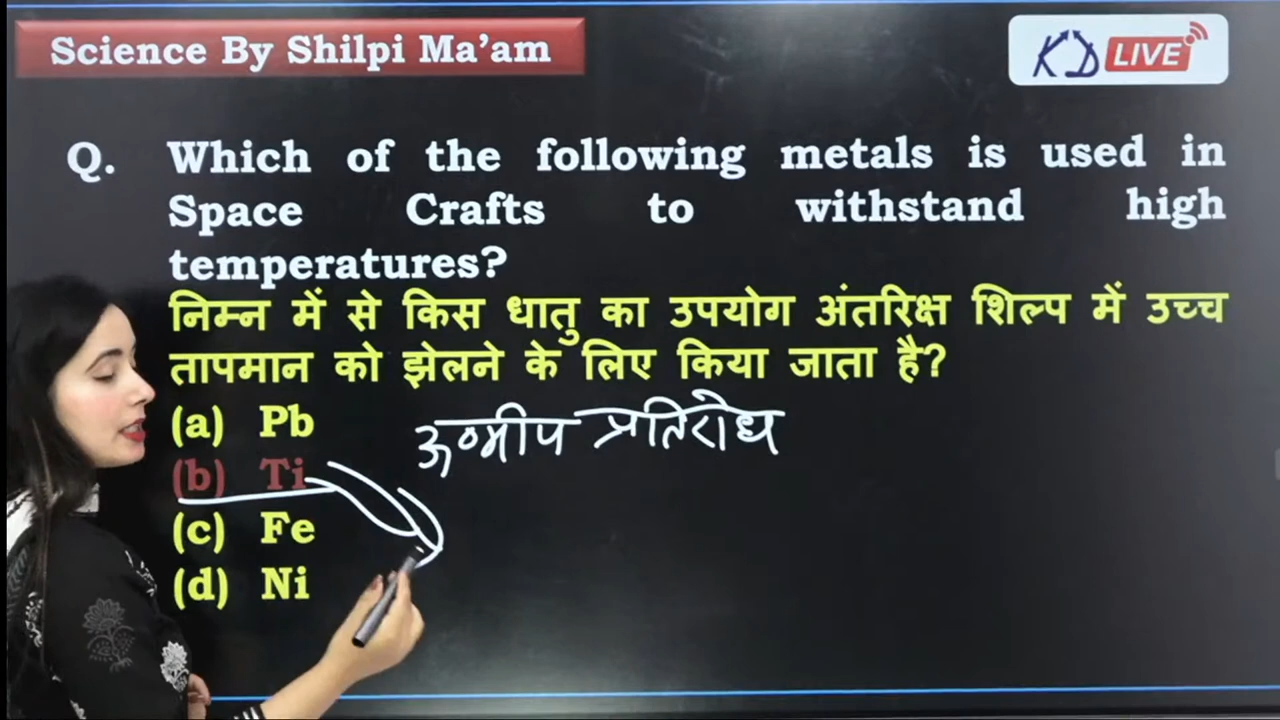 Science By Shilpi Ma’am
KD LIVE
Q. Which of the following metals is used in
Space Crafts to withstand high
temperatures?
निम्न में से किस धातु का उपयोग अंतरिक्ष शिल्प में उच्च
तापमान को झेलने के लिए किया जाता है?
(a) Pb
ऊष्मीय प्रतिरोध
(b) Ti
(c) Fe
(d) Ni